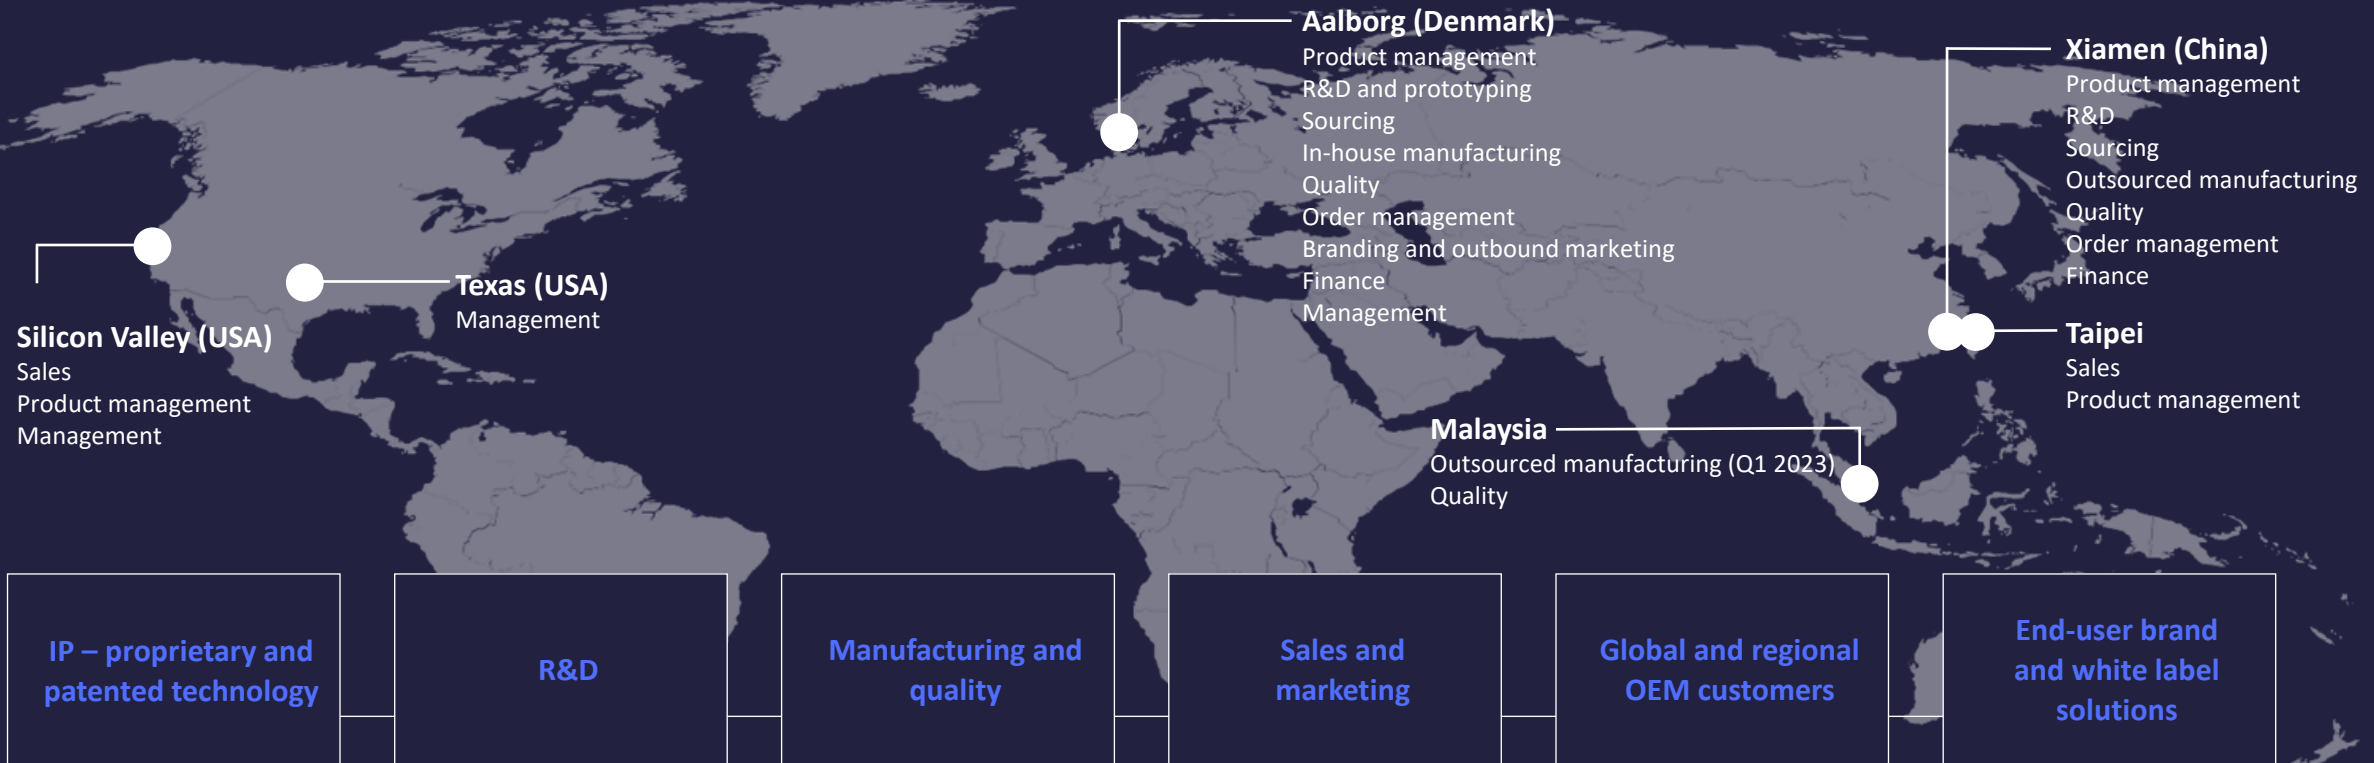 Aalborg (Denmark)
Product management
R&D and prototyping
Sourcing
In-house manufacturing
Quality
Order management
Branding and outbound marketing
Finance
Management
Xiamen (China)
Product management
R&D
Sourcing
Outsourced manufacturing
Quality
Order management
Finance
Texas (USA)
Management
Silicon Valley (USA)
Sales
Product management
Management
Taipei
Sales
Product management
Malaysia
Outsourced manufacturing (Q1 2023)
Quality
IP – proprietary and
patented technology
R&D
Manufacturing and
quality
Sales and
marketing
Global and regional
OEM customers
End-user brand
and white label
solutions